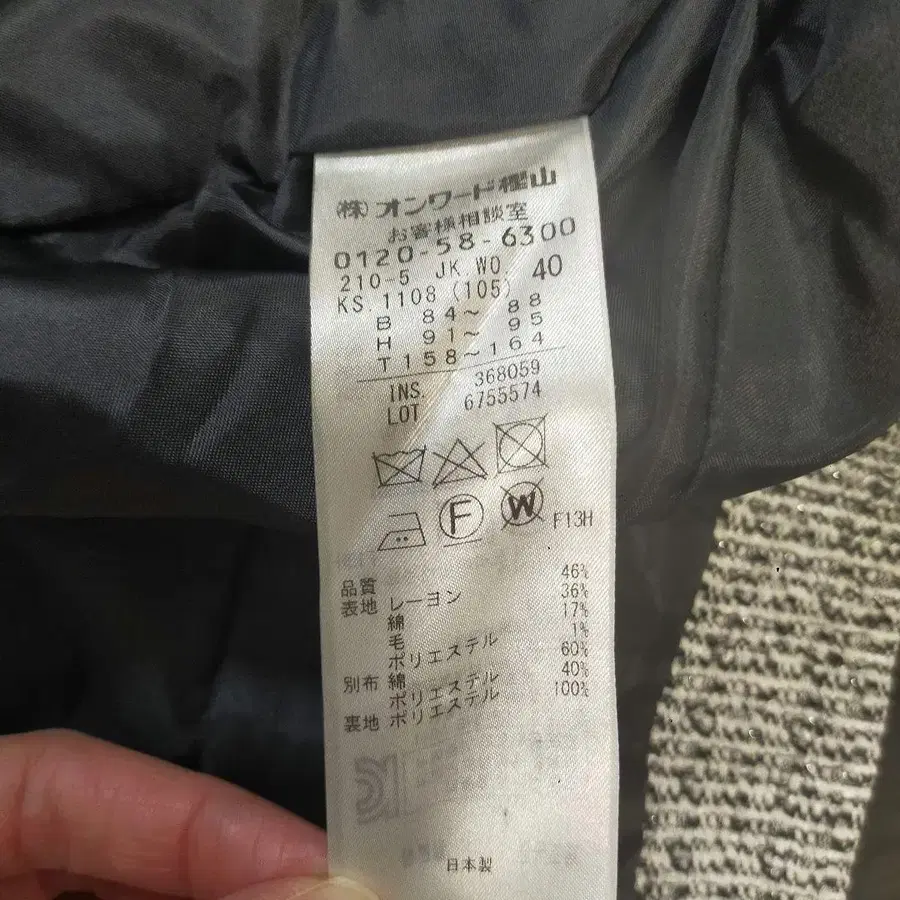 ㈱オンワード樫山
お客様相談室
0120-58-6300
210-5 JK.WO. 40
KS.1108 (105)
B 84～ 88
H 91～ 95
T 158～164
INS. 368059
LOT 6755574
F W F13H
品質
表地 レーヨン 46%
綿 36%
毛 17%
ポリエステル 1%
別布 綿 60%
ポリエステル 40%
裏地 ポリエステル 100%
日本製